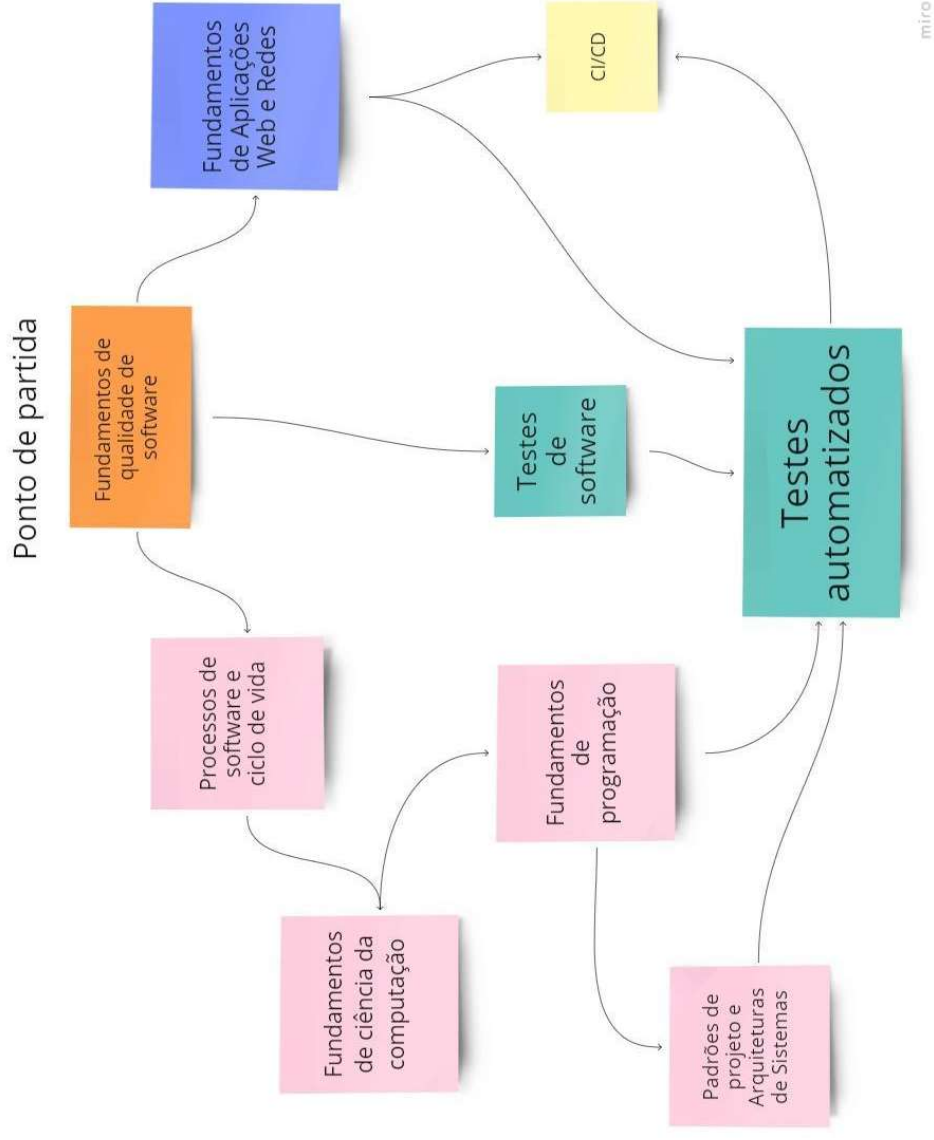 Ponto de partida
Fundamentos de
qualidade de
software
Processos de
software e
ciclo de vida
Fundamentos
de Aplicações
Web e Redes
Fundamentos
de ciência da
computação
Testes
de
software
Fundamentos
de
programação
CI/CD
Padrões de
projeto e
Arquiteturas
de Sistemas
Testes
automatizados
miro